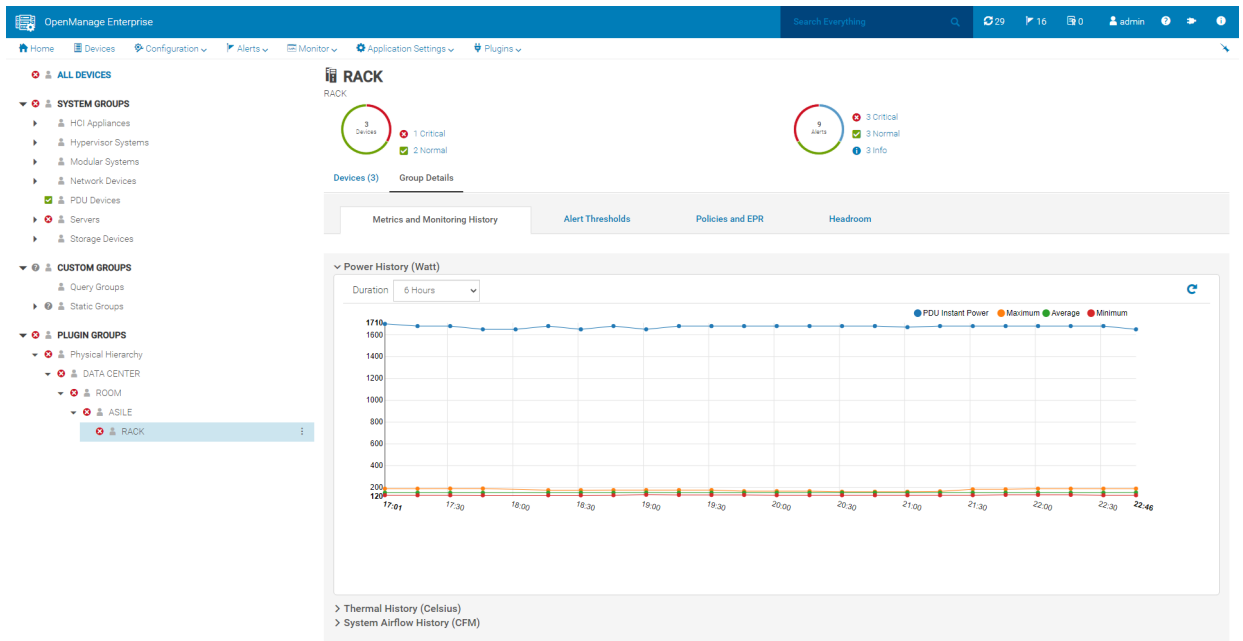 OpenManage Enterprise
Search Everything
29 16 0 admin
Home Devices Configuration Alerts Monitor Application Settings Plugins
ALL DEVICES
SYSTEM GROUPS
HCI Appliances
Hypervisor Systems
Modular Systems
Network Devices
PDU Devices
Servers
Storage Devices
CUSTOM GROUPS
Query Groups
Static Groups
PLUGIN GROUPS
Physical Hierarchy
DATA CENTER
ROOM
ASILE
RACK
RACK
RACK
3
Devices
1 Critical
2 Normal
9
Alerts
3 Critical
3 Normal
3 Info
Devices (3) Group Details
Metrics and Monitoring History Alert Thresholds Policies and EPR Headroom
Power History (Watt)
Duration 6 Hours
PDU Instant Power Maximum Average Minimum
1710
1600
1400
1200
1000
800
600
400
200
120
17:01 17:30 18:00 18:30 19:00 19:30 20:00 20:30 21:00 21:30 22:00 22:30 22:46
Thermal History (Celsius)
System Airflow History (CFM)